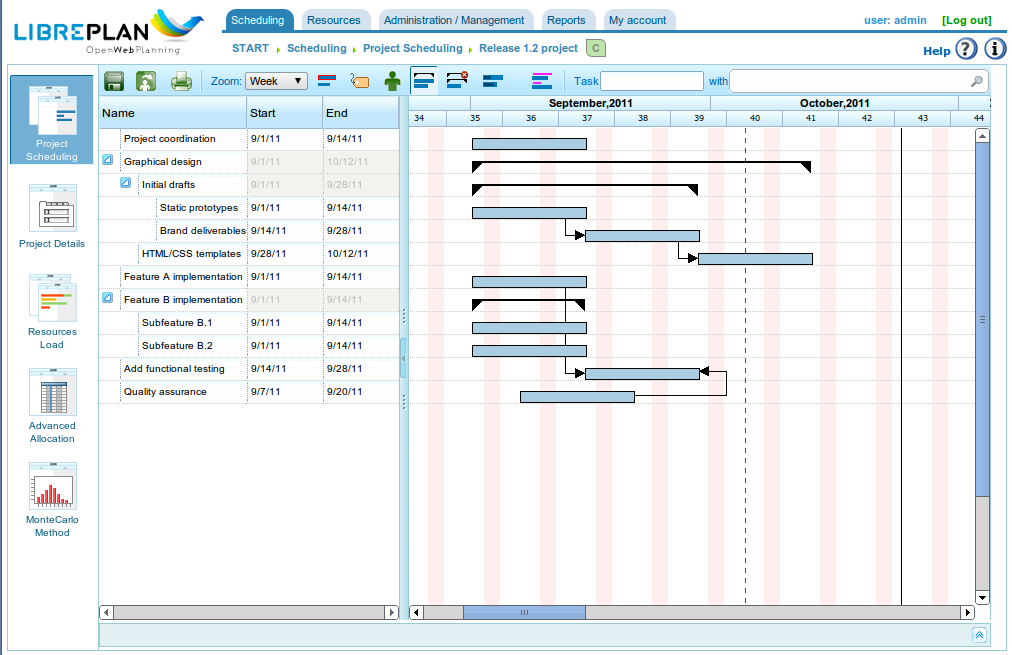 LIBREPLAN
OpenWebPlanning
Scheduling Resources Administration / Management Reports My account
user: admin [Log out]
START Scheduling Project Scheduling Release 1.2 project C
Help ? i
Zoom: Week Task with
Project Scheduling
Project Details
Resources Load
Advanced Allocation
MonteCarlo Method
Name Start End
September,2011 October,2011
34 35 36 37 38 39 40 41 42 43 44
Project coordination 9/1/11 9/14/11
Graphical design 9/1/11 10/12/11
Initial drafts 9/1/11 9/28/11
Static prototypes 9/1/11 9/14/11
Brand deliverables 9/14/11 9/28/11
HTML/CSS templates 9/28/11 10/12/11
Feature A implementation 9/1/11 9/14/11
Feature B implementation 9/1/11 9/14/11
Subfeature B.1 9/1/11 9/14/11
Subfeature B.2 9/1/11 9/14/11
Add functional testing 9/14/11 9/28/11
Quality assurance 9/7/11 9/20/11